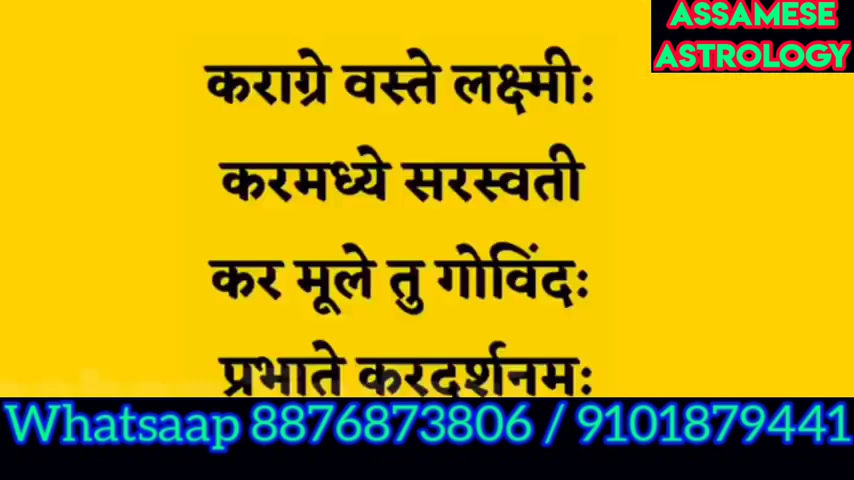 ASSAMESE
ASTROLOGY
कराग्रे वस्ते लक्ष्मीः
करमध्ये सरस्वती
कर मूले तु गोविंदः
प्रभाते करदर्शनमः
Whatsaap 8876873806 / 9101879441